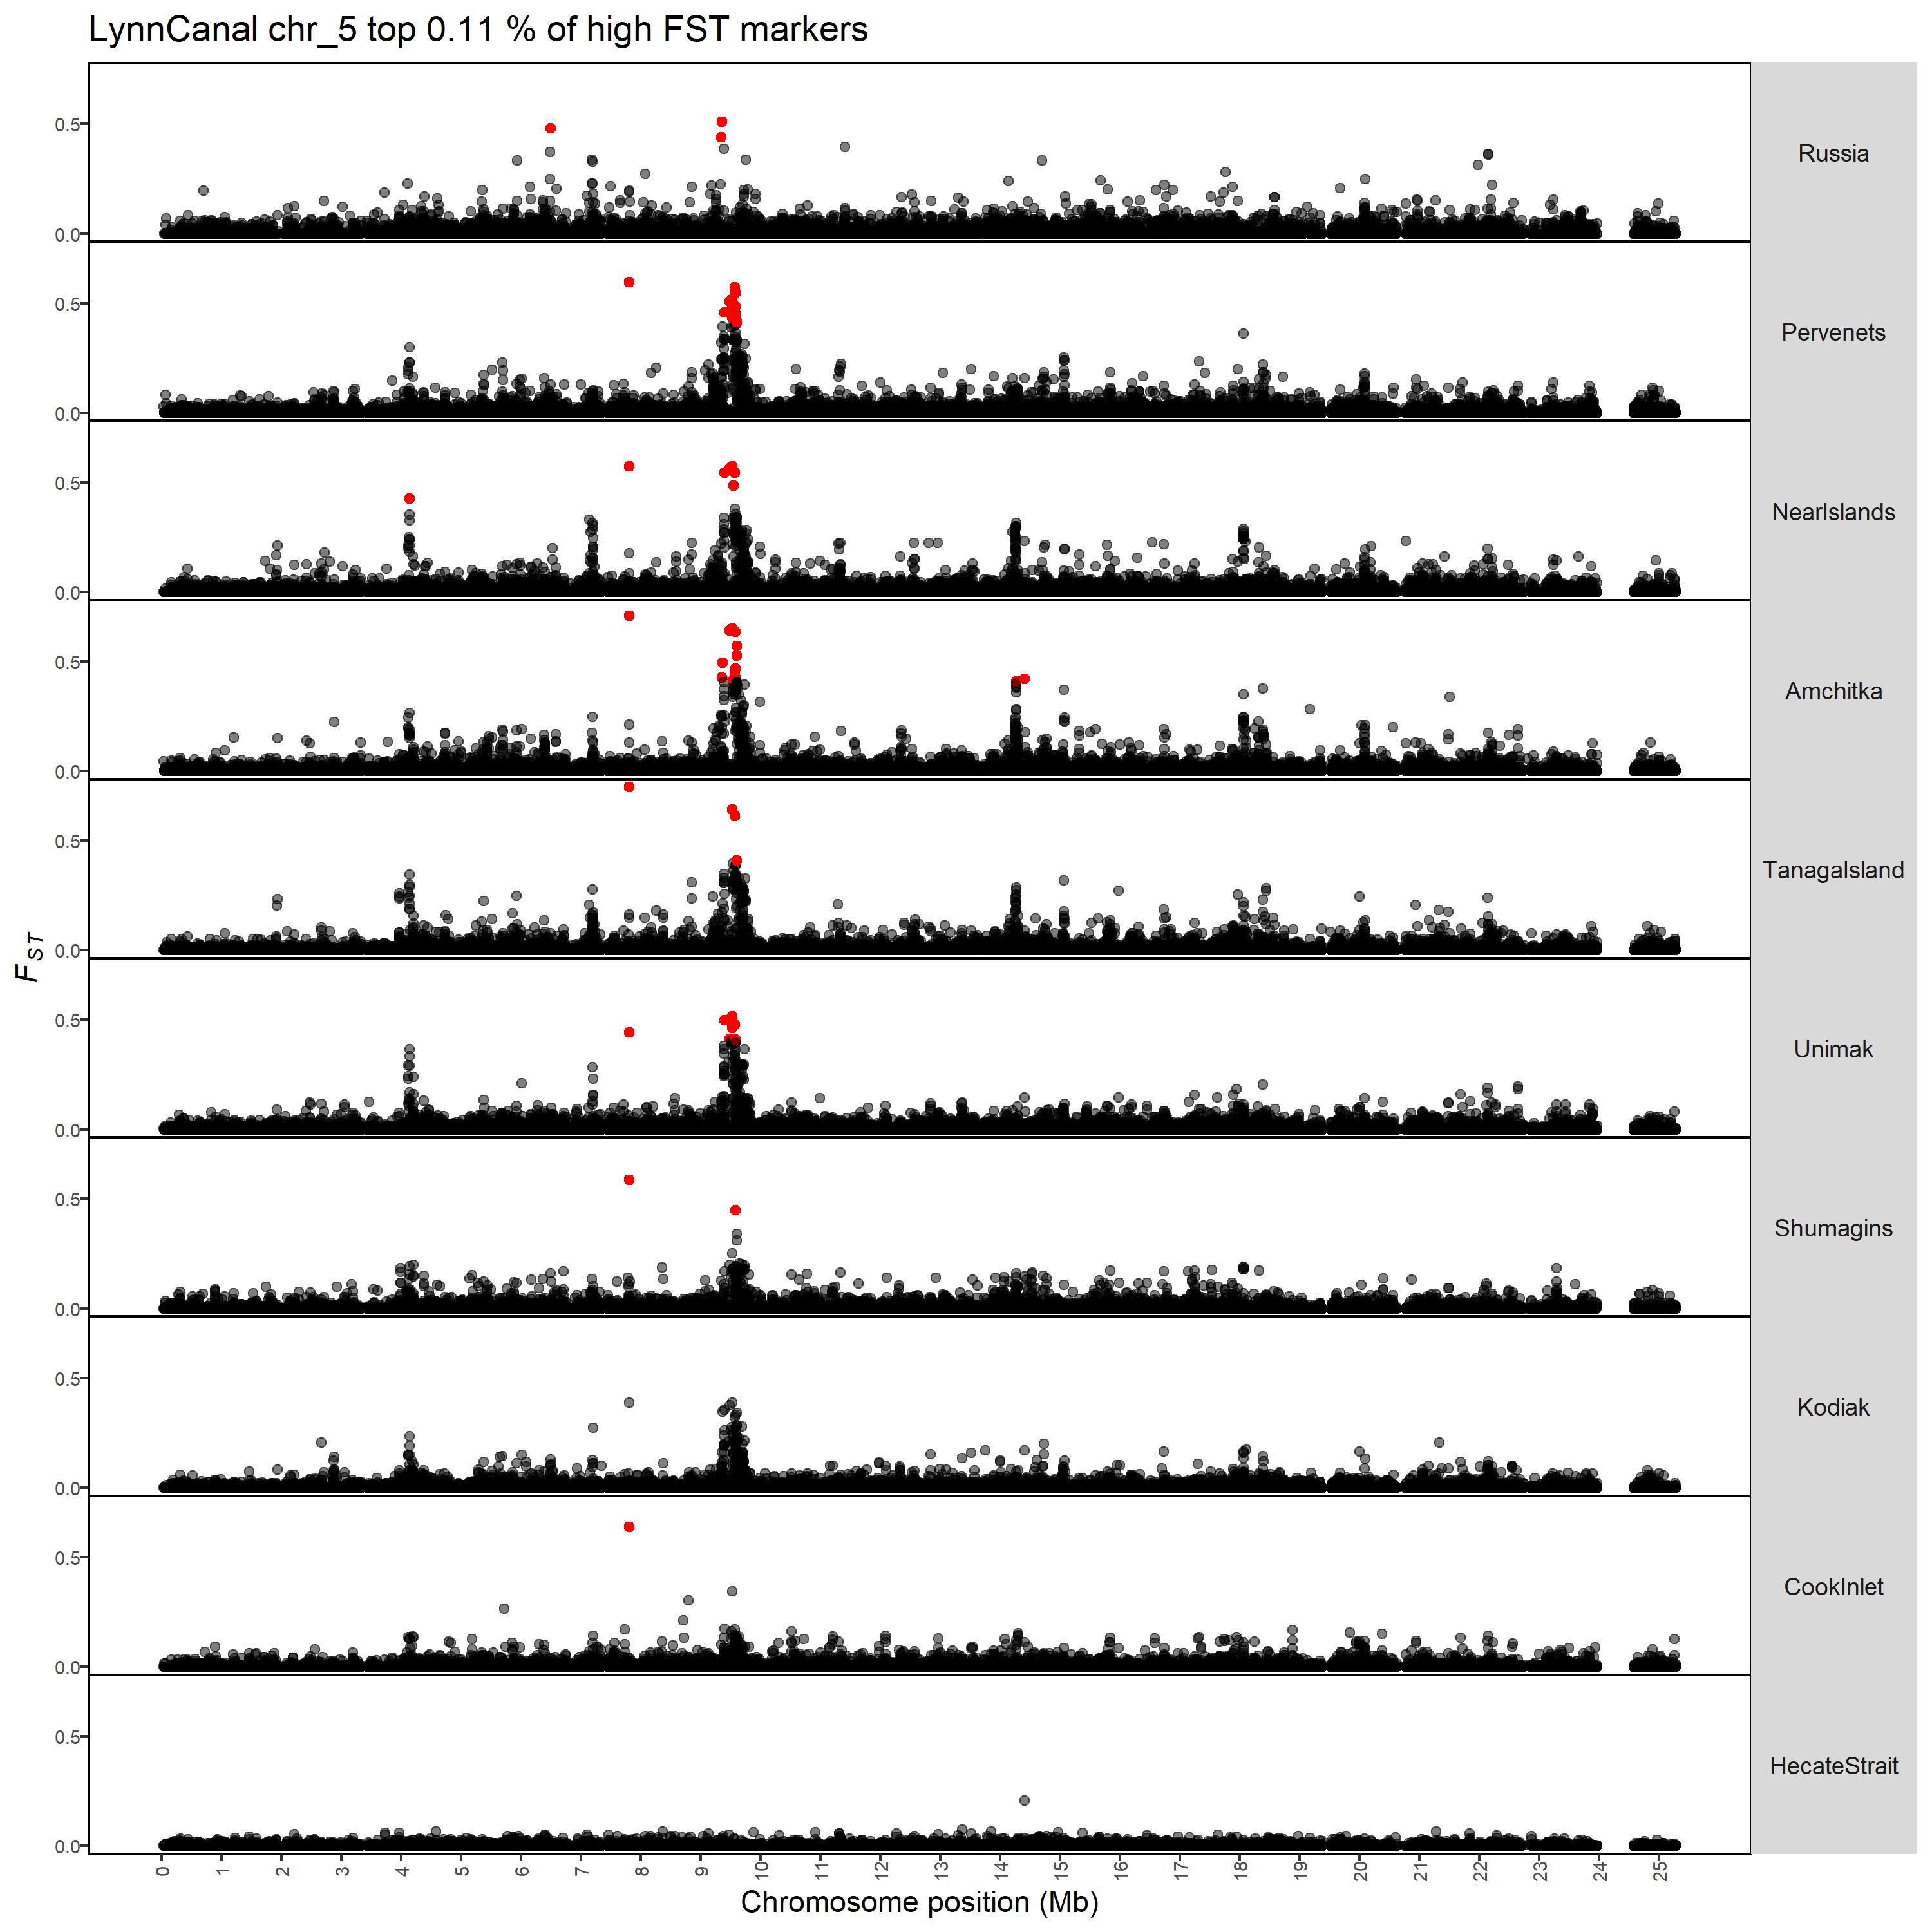 LynnCanal chr_5 top 0.11 % of high FST markers
0.5
0.0
Russia
0.5
0.0
Pervenets
0.5
0.0
NearIslands
0.5
0.0
Amchitka
0.5
0.0
TanagaIsland
0.5
0.0
Unimak
0.5
0.0
Shumagins
0.5
0.0
Kodiak
0.5
0.0
CookInlet
0.5
0.0
HecateStrait
FST
0 1 2 3 4 5 6 7 8 9 10 11 12 13 14 15 16 17 18 19 20 21 22 23 24 25
Chromosome position (Mb)